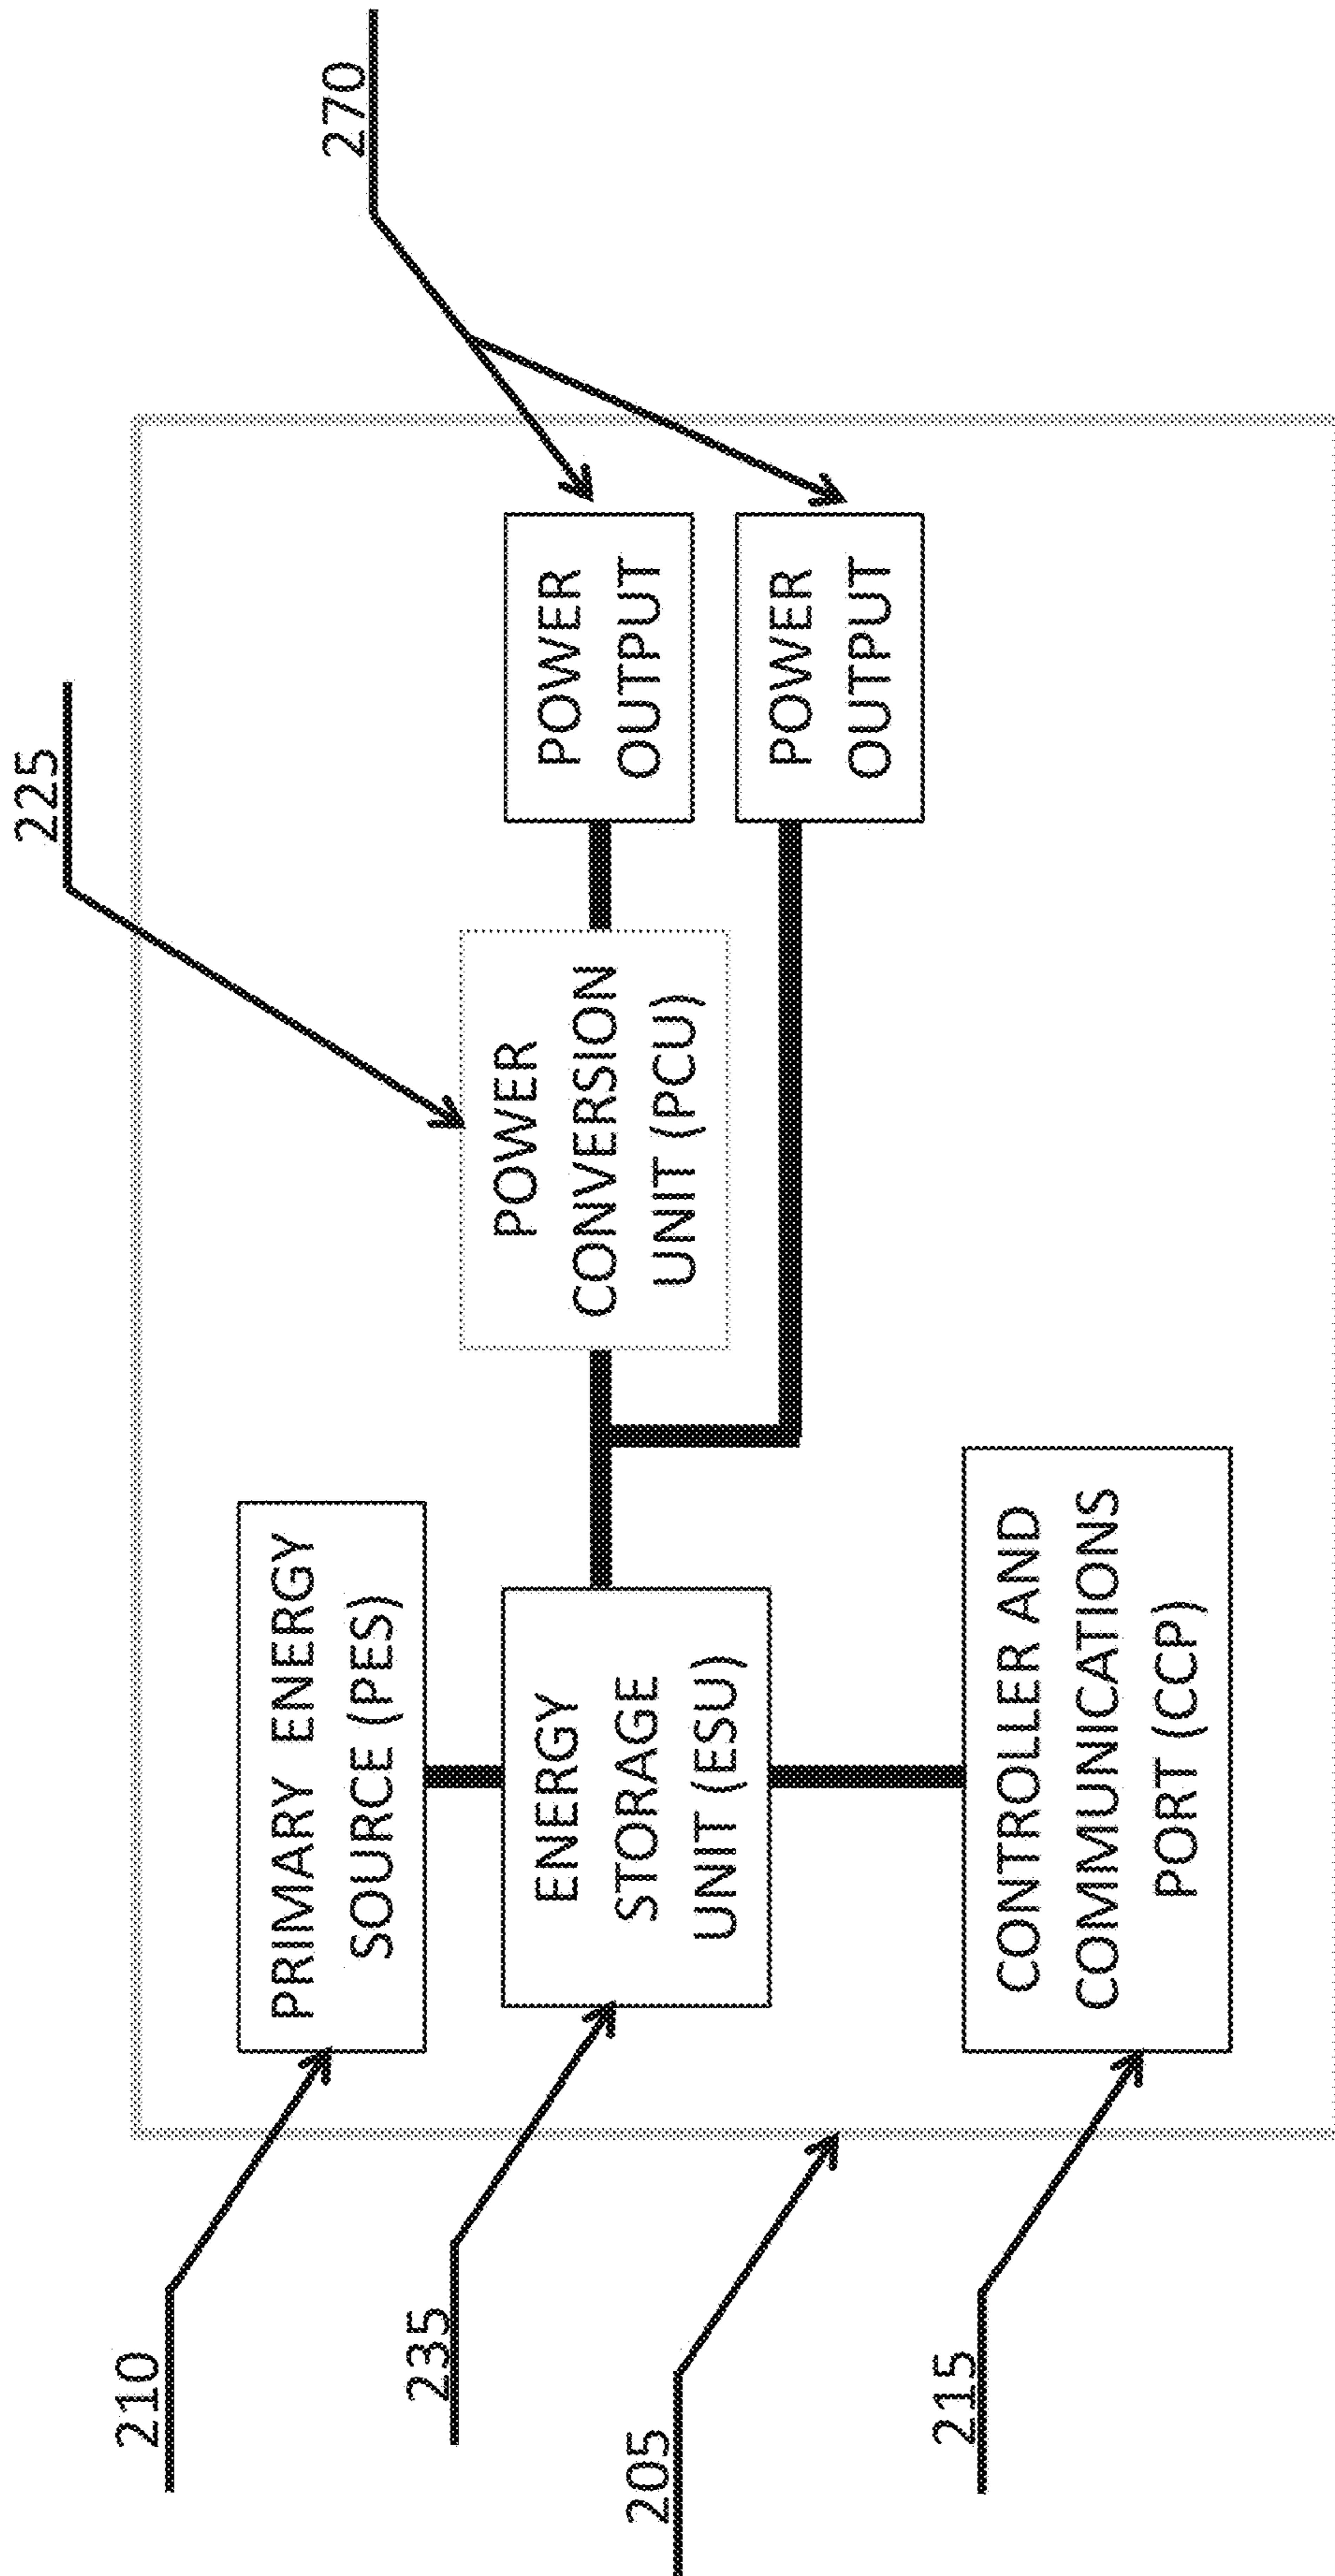 225
270
210
PRIMARY ENERGY
SOURCE (PES)
235
ENERGY
STORAGE
UNIT (ESU)
POWER
CONVERSION
UNIT (PCU)
POWER
OUTPUT
POWER
OUTPUT
205
215
CONTROLLER AND
COMMUNICATIONS
PORT (CCP)